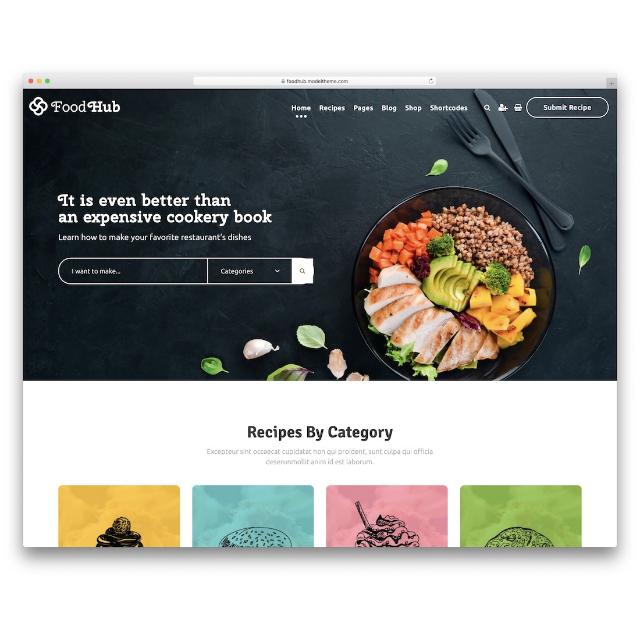 foodhub.modeltheme.com
FoodHub
Home Recipes Pages Blog Shop Shortcodes Submit Recipe
It is even better than
an expensive cookery book
Learn how to make your favorite restaurant's dishes
I want to make... Categories
Recipes By Category
Excepteur sint occaecat cupidatat non qui proident, sunt culpa qui officia
deserunmollit anim id est laborum.